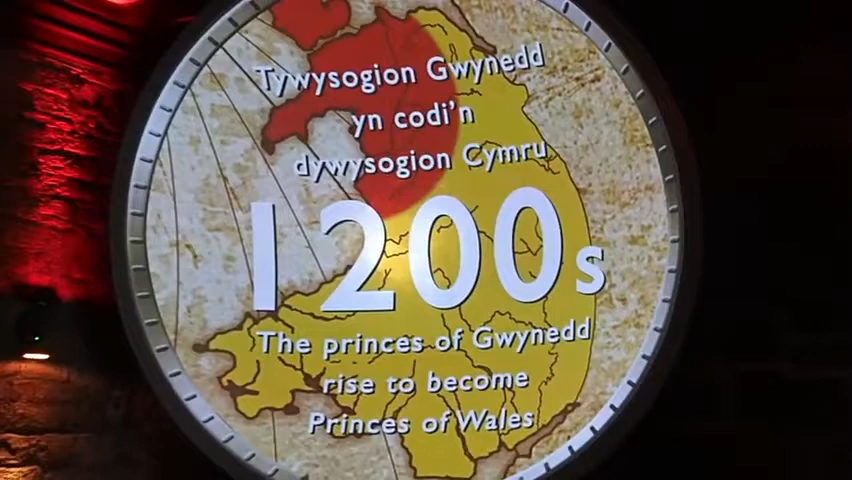 Tywysogion Gwynedd
yn codi'n
dywysogion Cymru
1200s
The princes of Gwynedd
rise to become
Princes of Wales